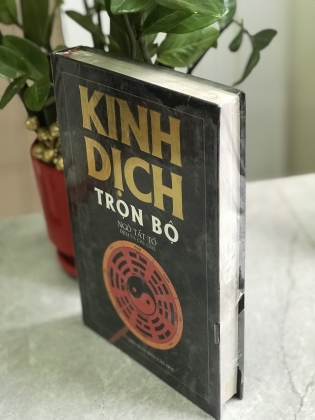 KINH
DỊCH
TRỌN BỘ
NGÔ TẤT TỐ